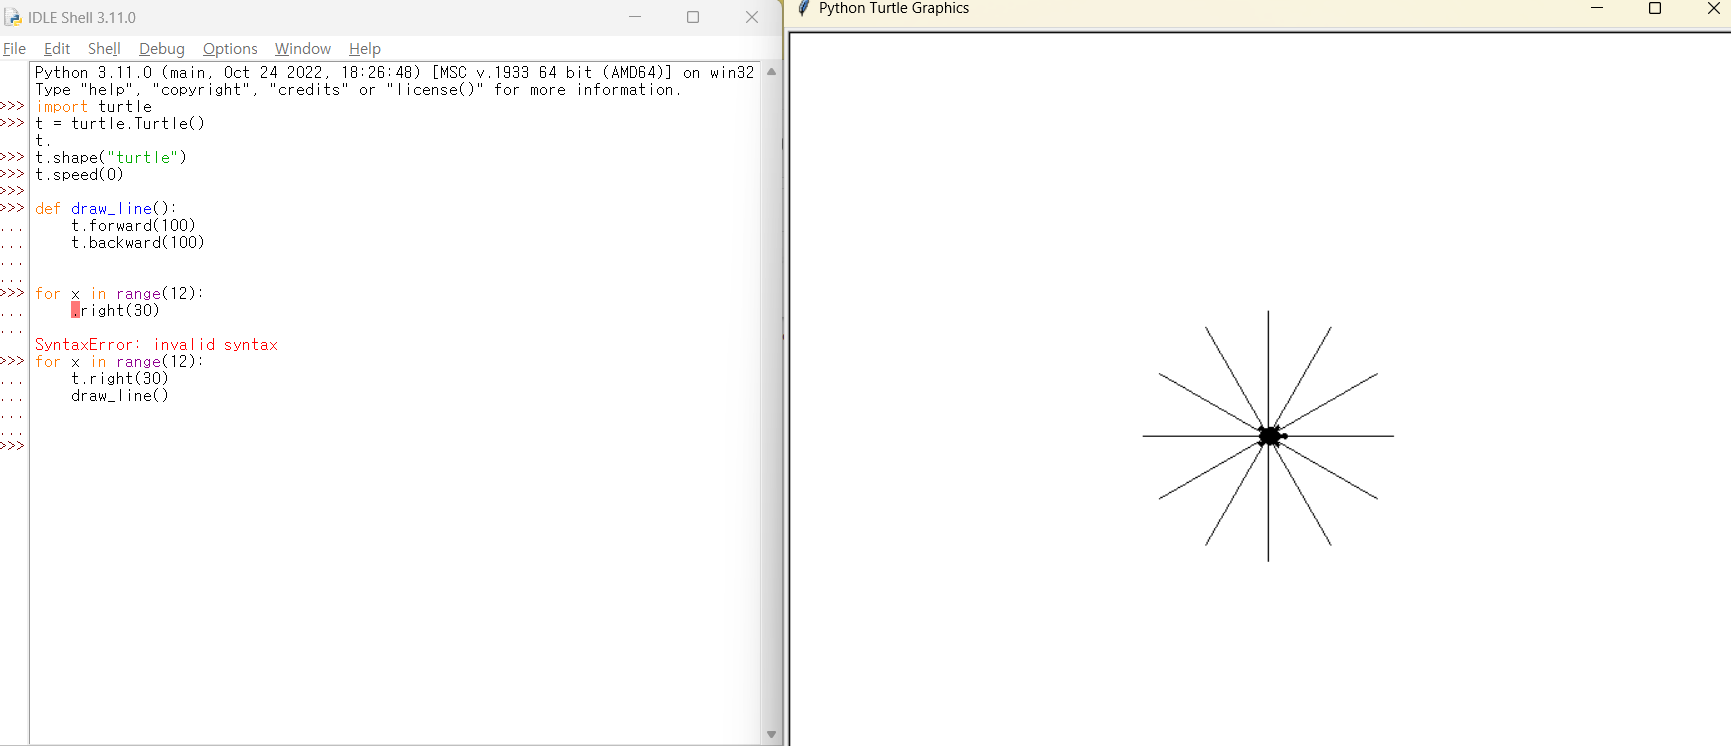 IDLE Shell 3.11.0
File Edit Shell Debug Options Window Help
Python 3.11.0 (main, Oct 24 2022, 18:26:48) [MSC v.1933 64 bit (AMD64)] on win32
Type "help", "copyright", "credits" or "license()" for more information.
>>> import turtle
>>> t = turtle.Turtle()
t.
>>> t.shape("turtle")
>>> t.speed(0)
>>>
>>> def draw_line():
...     t.forward(100)
...     t.backward(100)
...
...
>>> for x in range(12):
...     .right(30)
...
SyntaxError: invalid syntax
>>> for x in range(12):
...     t.right(30)
...     draw_line()
...
...
>>>
Python Turtle Graphics